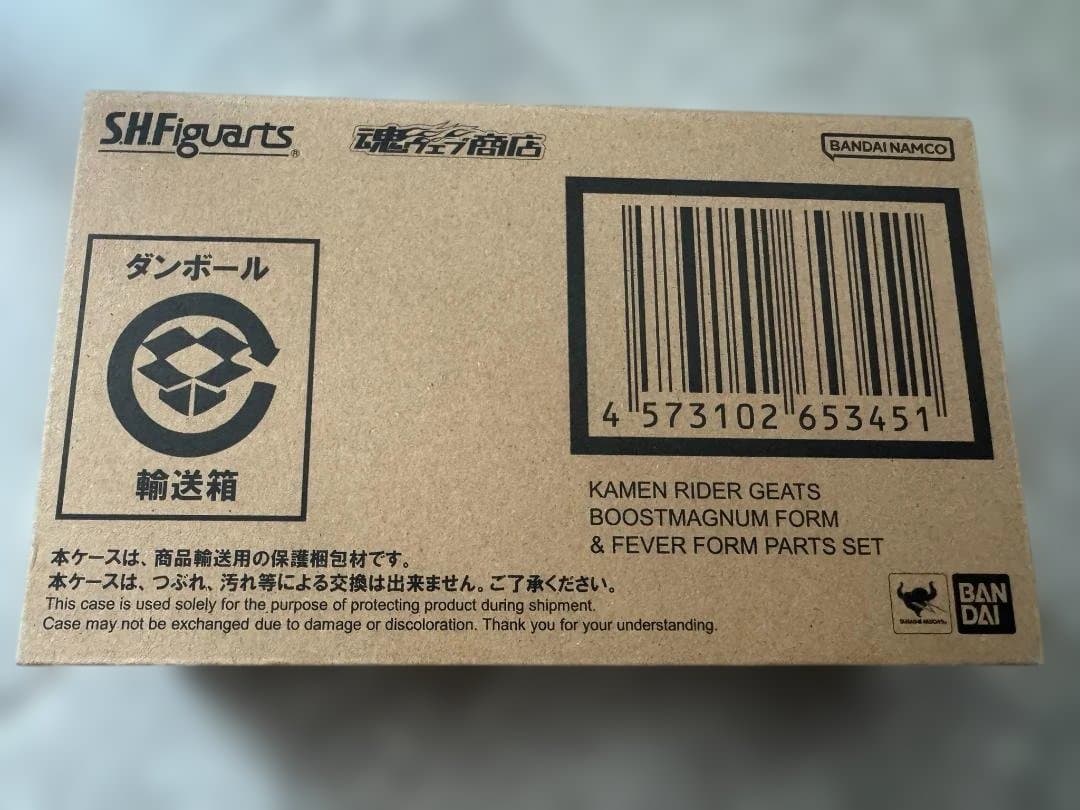 S.H.Figuarts®
魂ウェブ商店
BANDAI NAMCO
ダンボール
輸送箱
4 573102 653451
KAMEN RIDER GEATS
BOOSTMAGNUM FORM
& FEVER FORM PARTS SET
本ケースは、商品輸送用の保護梱包材です。
本ケースは、つぶれ、汚れ等による交換は出来ません。ご了承ください。
This case is used solely for the purpose of protecting product during shipment.
Case may not be exchanged due to damage or discoloration. Thank you for your understanding.
BAN
DAI